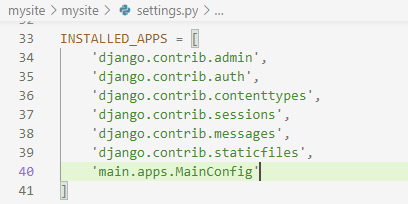 mysite > mysite > settings.py > ...
33 INSTALLED_APPS = [
34 'django.contrib.admin',
35 'django.contrib.auth',
36 'django.contrib.contenttypes',
37 'django.contrib.sessions',
38 'django.contrib.messages',
39 'django.contrib.staticfiles',
40 'main.apps.MainConfig'
41 ]